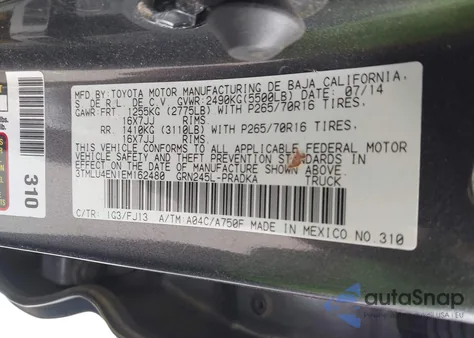 MFD BY: TOYOTA MOTOR MANUFACTURING DE BAJA CALIFORNIA,
S. DE R.L. DE C.V. GVWR: 2490KG(5500LB) DATE: 07/14
GAWR FRT 1255KG (2775LB) WITH P265/70R16 TIRES,
16X7JJ RIMS
RR. 1410KG (3110LB) WITH P265/70R16 TIRES,
16X7JJ RIMS
THIS VEHICLE CONFORMS TO ALL APPLICABLE FEDERAL MOTOR
VEHICLE SAFETY, BUMPER, AND THEFT PREVENTION STANDARDS IN
EFFECT ON THE DATE OF MANUFACTURE SHOWN ABOVE.
3TMLU4EN1EM162480 GRN245L-PRADKA TRUCK
C/TR: 1G3/FJ13 A/TM: A04C/A750F MADE IN MEXICO NO.310
310
autoSnap